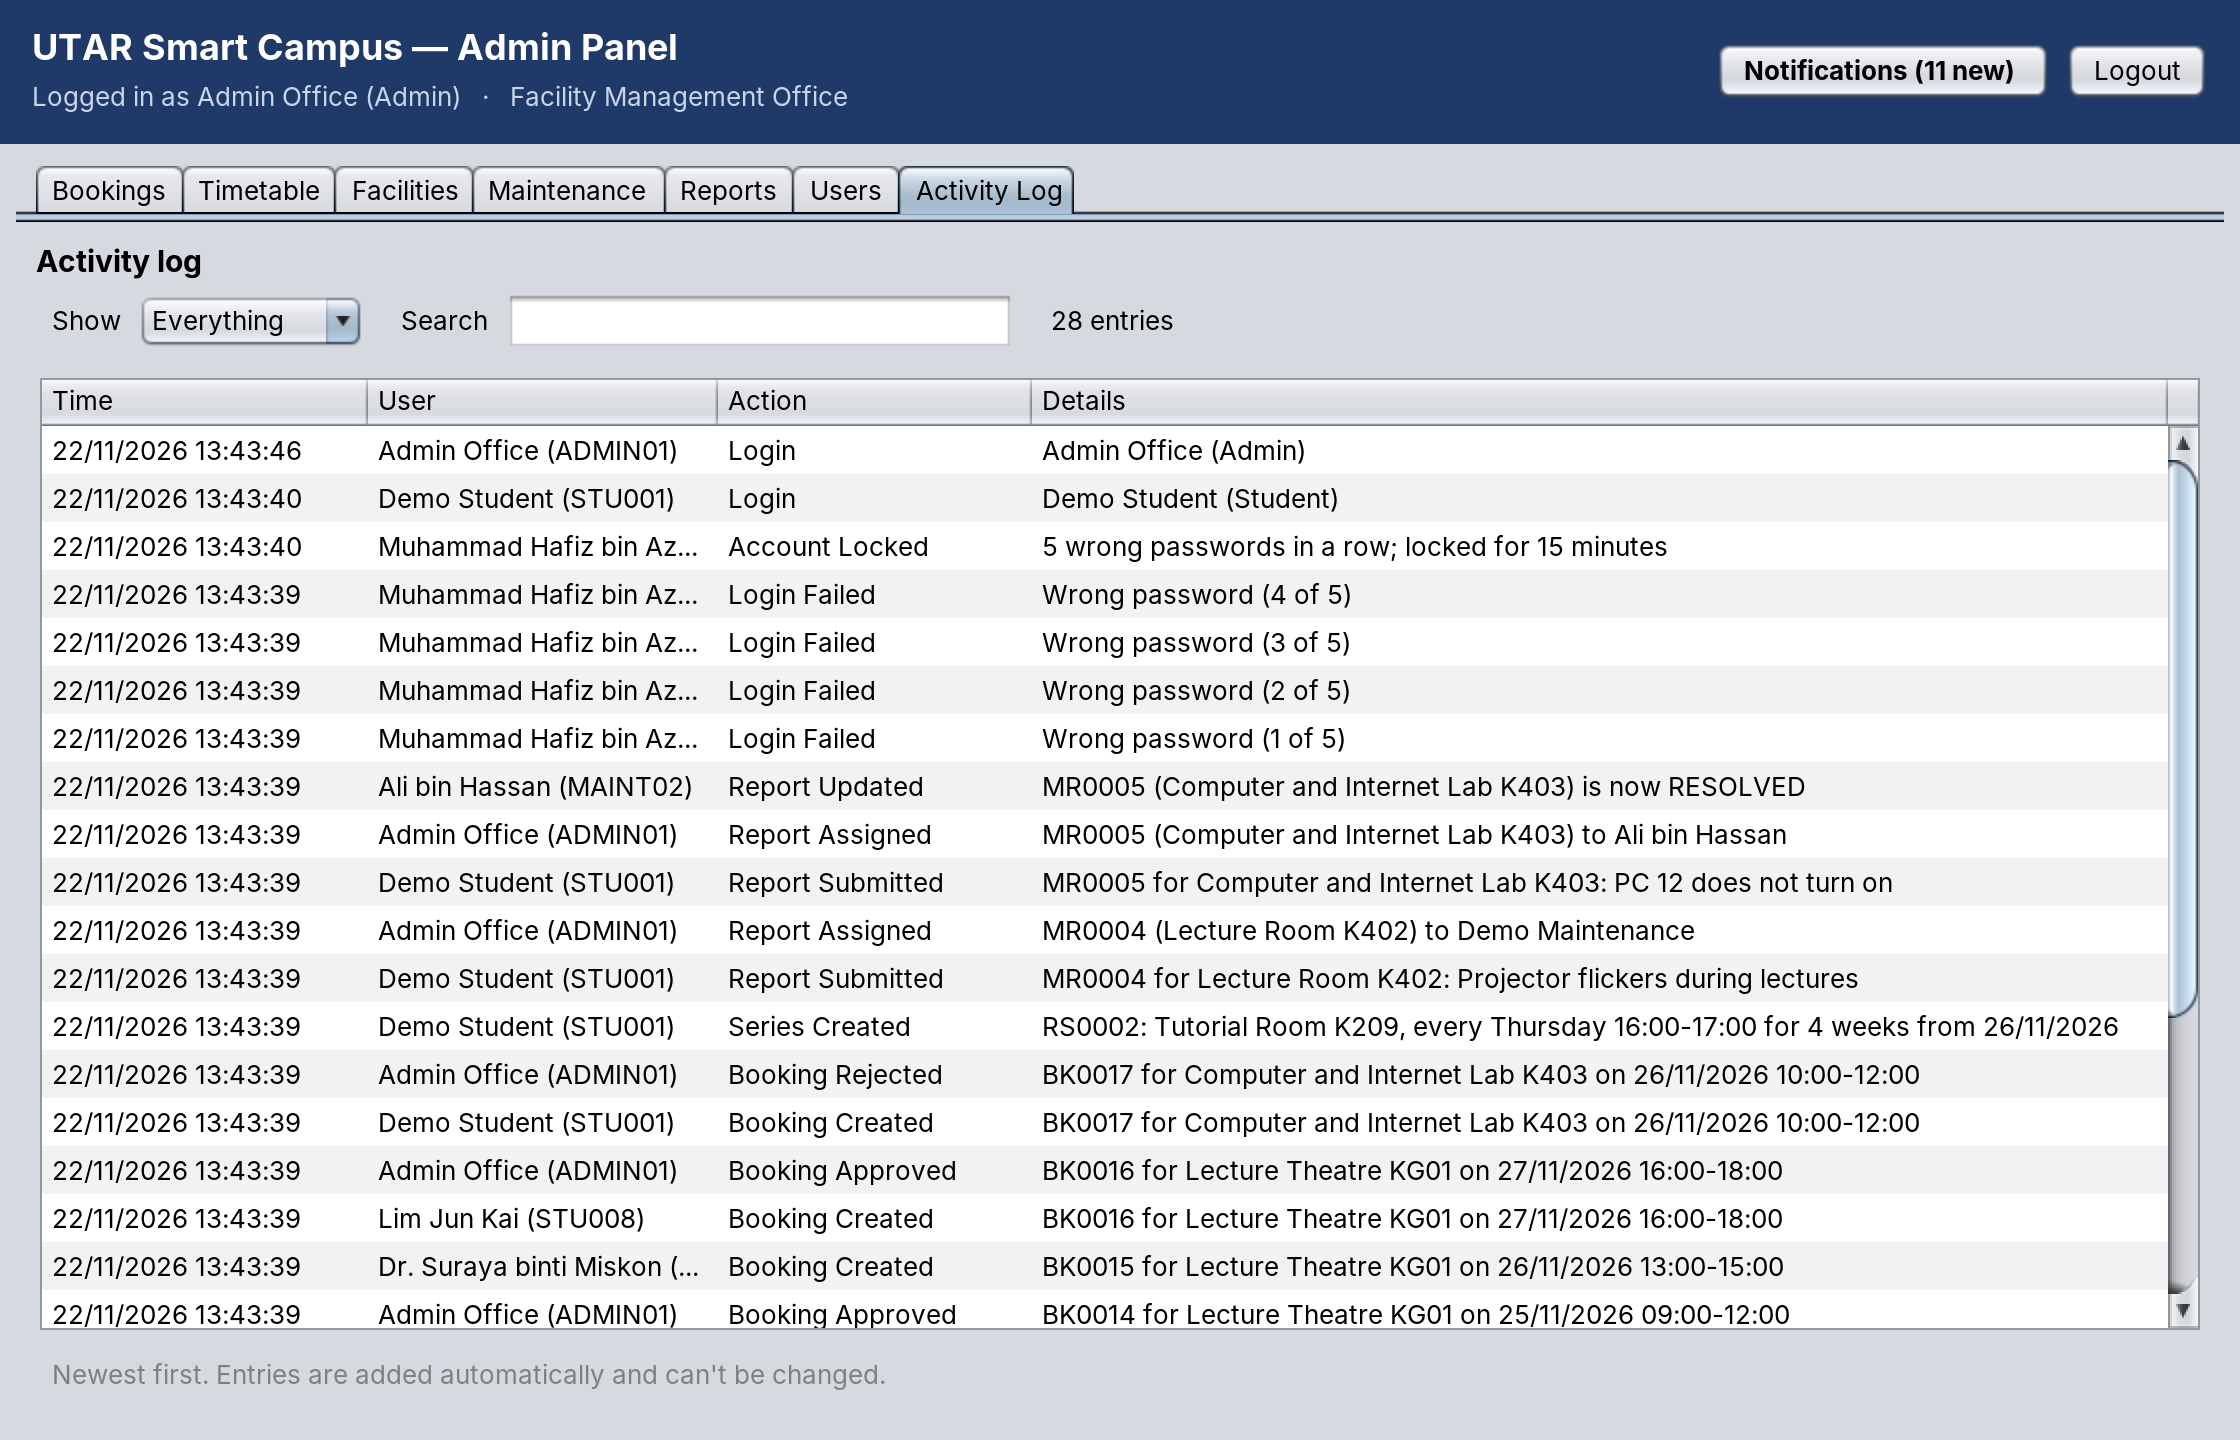 UTAR Smart Campus — Admin Panel
Logged in as Admin Office (Admin) · Facility Management Office
Notifications (11 new) Logout
Bookings Timetable Facilities Maintenance Reports Users Activity Log
Activity log
Show Everything Search 28 entries
Time User Action Details
22/11/2026 13:43:46 Admin Office (ADMIN01) Login Admin Office (Admin)
22/11/2026 13:43:40 Demo Student (STU001) Login Demo Student (Student)
22/11/2026 13:43:40 Muhammad Hafiz bin Az... Account Locked 5 wrong passwords in a row; locked for 15 minutes
22/11/2026 13:43:39 Muhammad Hafiz bin Az... Login Failed Wrong password (4 of 5)
22/11/2026 13:43:39 Muhammad Hafiz bin Az... Login Failed Wrong password (3 of 5)
22/11/2026 13:43:39 Muhammad Hafiz bin Az... Login Failed Wrong password (2 of 5)
22/11/2026 13:43:39 Muhammad Hafiz bin Az... Login Failed Wrong password (1 of 5)
22/11/2026 13:43:39 Ali bin Hassan (MAINT02) Report Updated MR0005 (Computer and Internet Lab K403) is now RESOLVED
22/11/2026 13:43:39 Admin Office (ADMIN01) Report Assigned MR0005 (Computer and Internet Lab K403) to Ali bin Hassan
22/11/2026 13:43:39 Demo Student (STU001) Report Submitted MR0005 for Computer and Internet Lab K403: PC 12 does not turn on
22/11/2026 13:43:39 Admin Office (ADMIN01) Report Assigned MR0004 (Lecture Room K402) to Demo Maintenance
22/11/2026 13:43:39 Demo Student (STU001) Report Submitted MR0004 for Lecture Room K402: Projector flickers during lectures
22/11/2026 13:43:39 Demo Student (STU001) Series Created RS0002: Tutorial Room K209, every Thursday 16:00-17:00 for 4 weeks from 26/11/2026
22/11/2026 13:43:39 Admin Office (ADMIN01) Booking Rejected BK0017 for Computer and Internet Lab K403 on 26/11/2026 10:00-12:00
22/11/2026 13:43:39 Demo Student (STU001) Booking Created BK0017 for Computer and Internet Lab K403 on 26/11/2026 10:00-12:00
22/11/2026 13:43:39 Admin Office (ADMIN01) Booking Approved BK0016 for Lecture Theatre KG01 on 27/11/2026 16:00-18:00
22/11/2026 13:43:39 Lim Jun Kai (STU008) Booking Created BK0016 for Lecture Theatre KG01 on 27/11/2026 16:00-18:00
22/11/2026 13:43:39 Dr. Suraya binti Miskon (... Booking Created BK0015 for Lecture Theatre KG01 on 26/11/2026 13:00-15:00
22/11/2026 13:43:39 Admin Office (ADMIN01) Booking Approved BK0014 for Lecture Theatre KG01 on 25/11/2026 09:00-12:00
Newest first. Entries are added automatically and can't be changed.